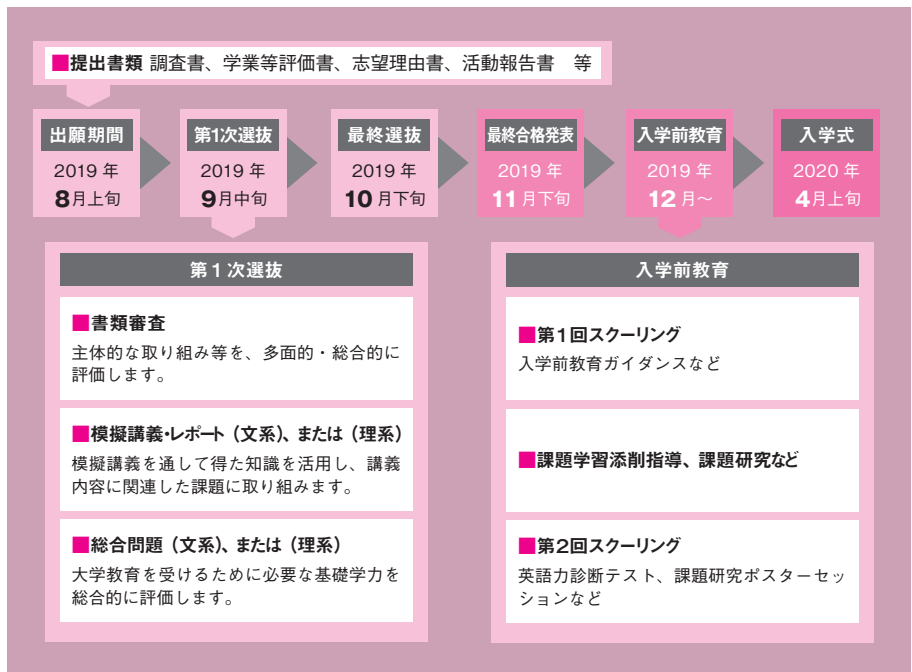 ■提出書類 調査書、学業等評価書、志望理由書、活動報告書　等
出願期間
2019 年
8月上旬
第1次選抜
2019 年
9月中旬
最終選抜
2019 年
10 月下旬
最終合格発表
2019 年
11 月下旬
入学前教育
2019 年
12 月～
入学式
2020 年
4月上旬
第 1 次選抜
■書類審査
主体的な取り組み等を、多面的・総合的に
評価します。
■模擬講義・レポート（文系）、または（理系）
模擬講義を通して得た知識を活用し、講義
内容に関連した課題に取り組みます。
■総合問題（文系）、または（理系）
大学教育を受けるために必要な基礎学力を
総合的に評価します。
入学前教育
■第1回スクーリング
入学前教育ガイダンスなど
■課題学習添削指導、課題研究など
■第2回スクーリング
英語力診断テスト、課題研究ポスターセッ
ションなど